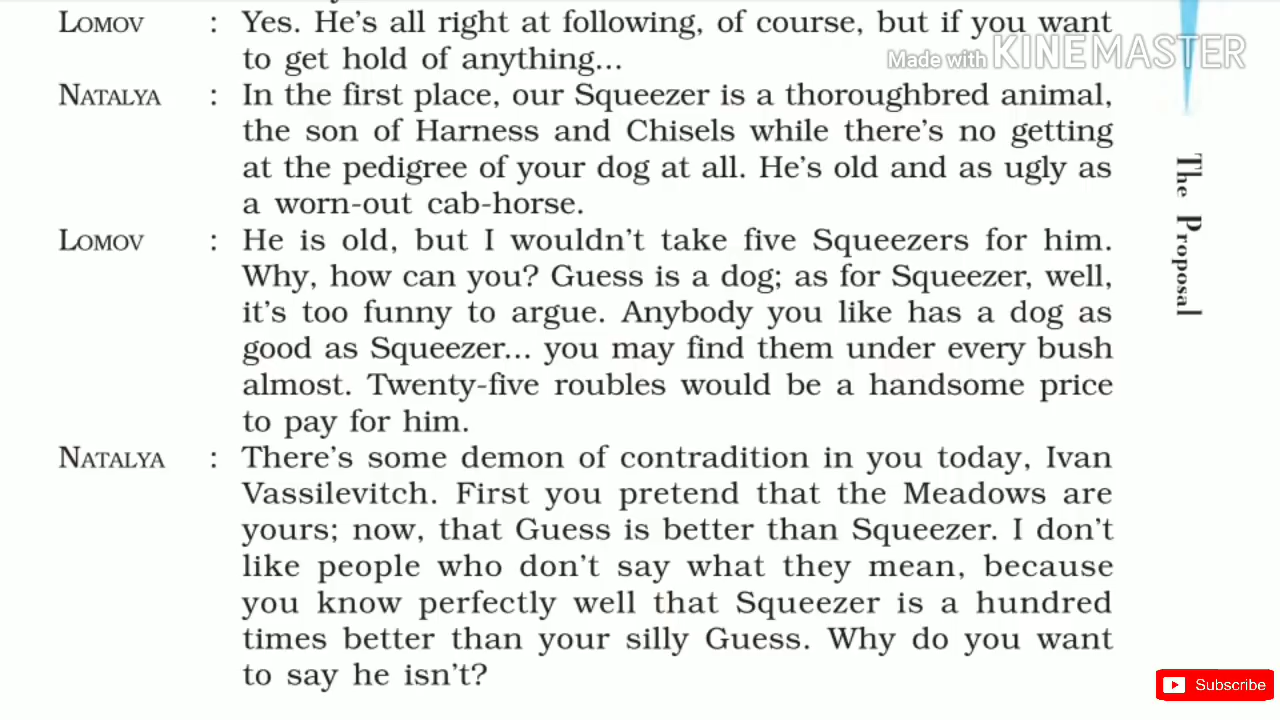 LOMOV : Yes. He's all right at following, of course, but if you want
to get hold of anything...
Made with KINEMASTER
NATALYA : In the first place, our Squeezer is a thoroughbred animal,
the son of Harness and Chisels while there's no getting
at the pedigree of your dog at all. He's old and as ugly as
a worn-out cab-horse.
LOMOV : He is old, but I wouldn't take five Squeezers for him.
Why, how can you? Guess is a dog; as for Squeezer, well,
it's too funny to argue. Anybody you like has a dog as
good as Squeezer... you may find them under every bush
almost. Twenty-five roubles would be a handsome price
to pay for him.
NATALYA : There's some demon of contradition in you today, Ivan
Vassilevitch. First you pretend that the Meadows are
yours; now, that Guess is better than Squeezer. I don't
like people who don't say what they mean, because
you know perfectly well that Squeezer is a hundred
times better than your silly Guess. Why do you want
to say he isn't?
The Proposal
Subscribe